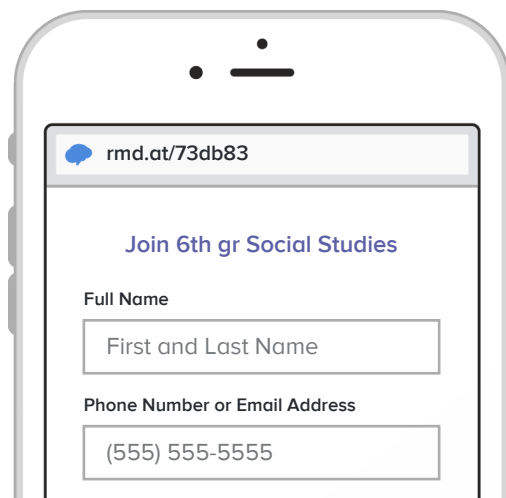 rmd.at/73db83
Join 6th gr Social Studies
Full Name
First and Last Name
Phone Number or Email Address
(555) 555-5555